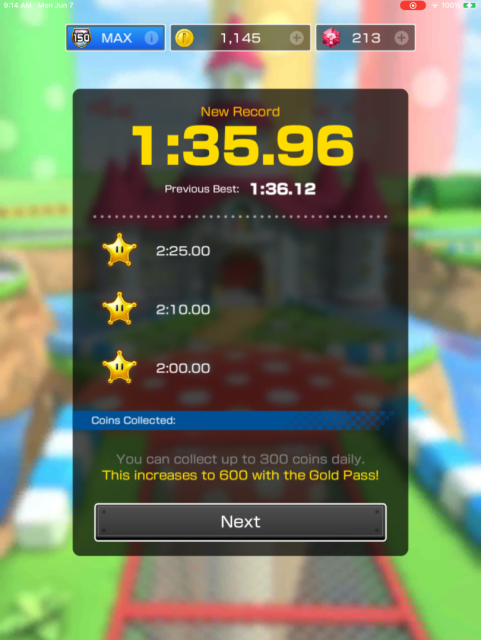 9:14 AM Mon Jun 7
100%
150 MAX i 1,145 + 213 +
New Record
1:35.96
Previous Best: 1:36.12
2:25.00
2:10.00
2:00.00
Coins Collected:
You can collect up to 300 coins daily.
This increases to 600 with the Gold Pass!
Next